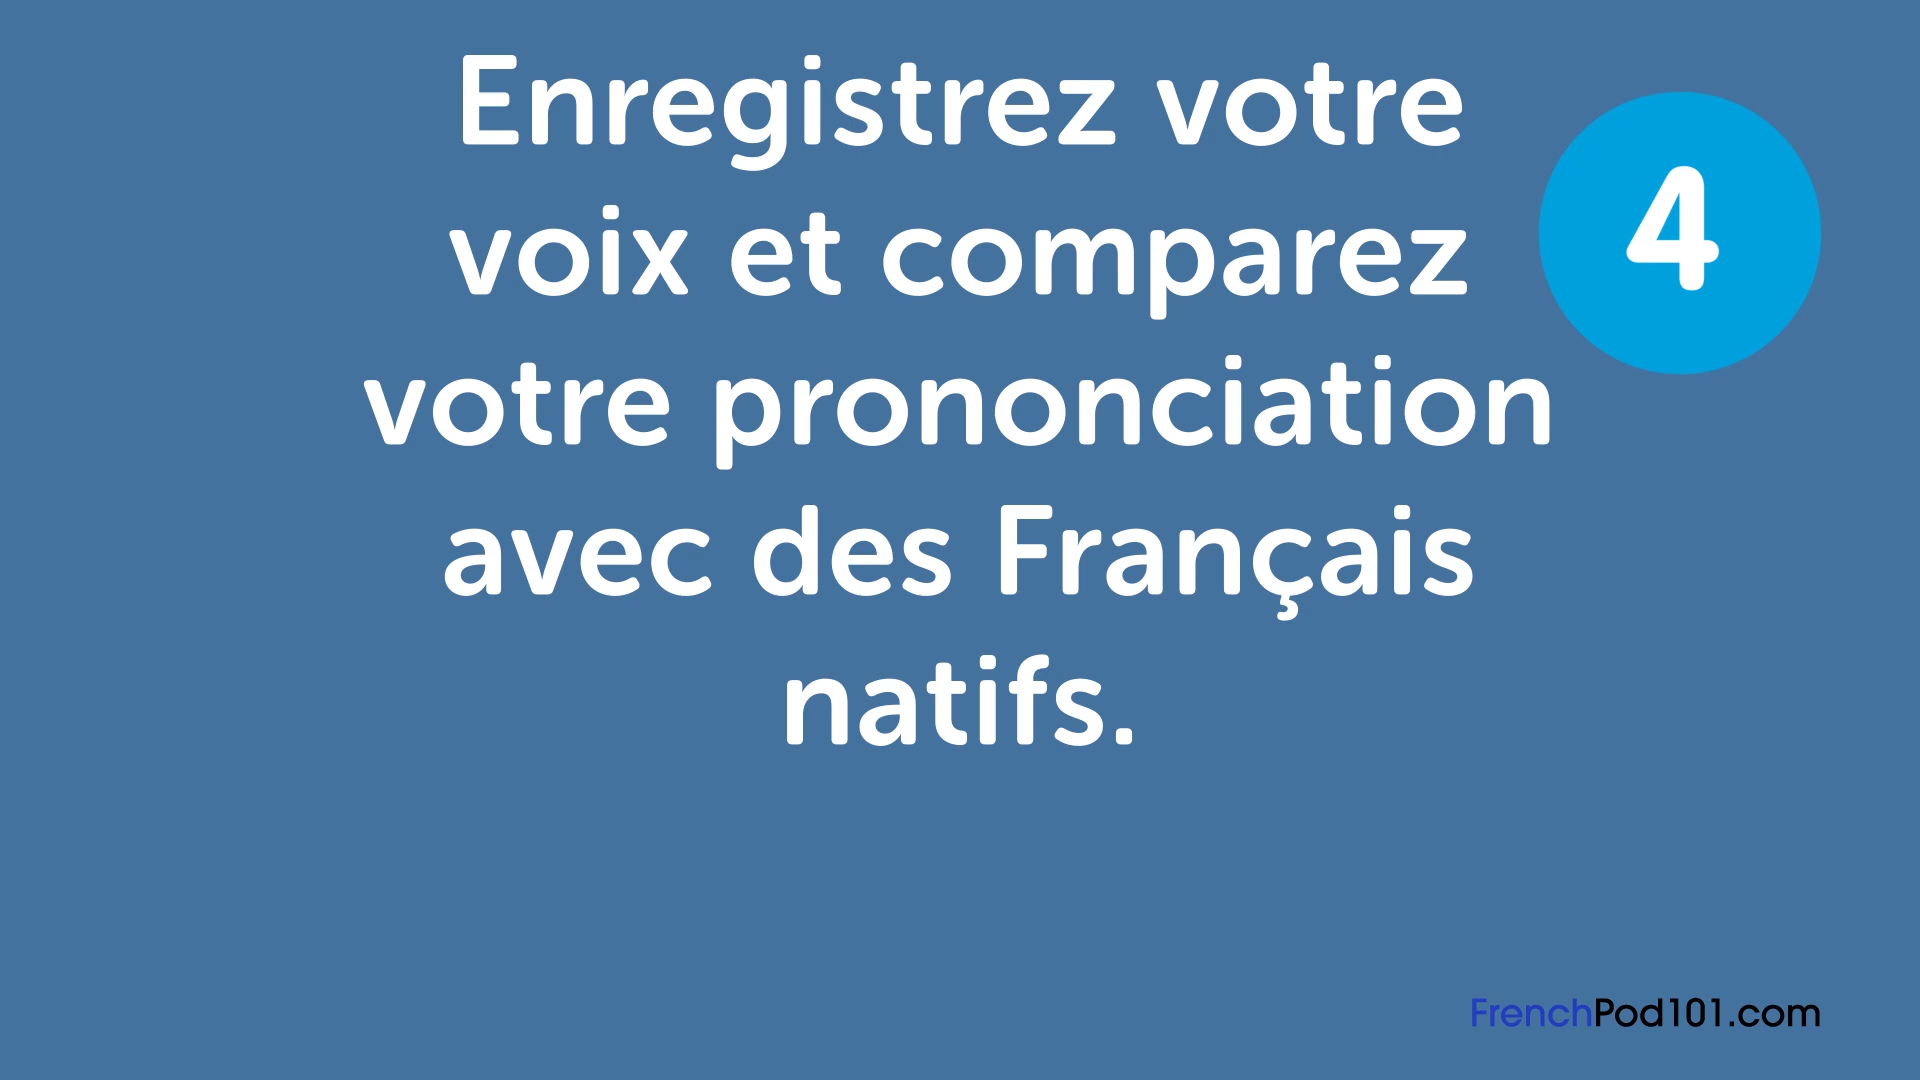 Enregistrez votre
voix et comparez
4
votre prononciation
avec des Français
natifs.
FrenchPod101.com